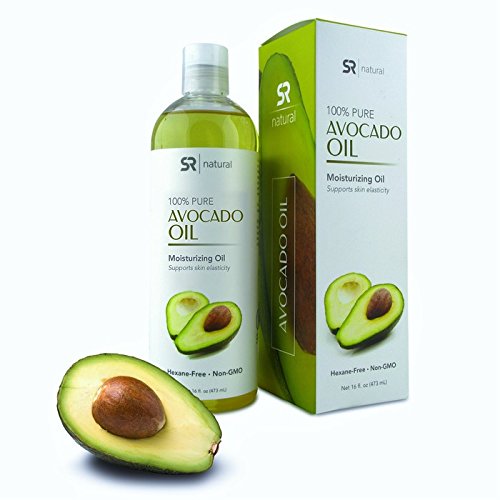 SR | natural
100% PURE
AVOCADO
OIL
Moisturizing Oil
Supports skin elasticity
Hexane-Free • Non-GMO
16 fl. oz (473 mL)
SR
natural
AVOCADO OIL
SR | natural
100% PURE
AVOCADO
OIL
Moisturizing Oil
Supports skin elasticity
Hexane-Free • Non-GMO
Net 16 fl. oz (473 mL)